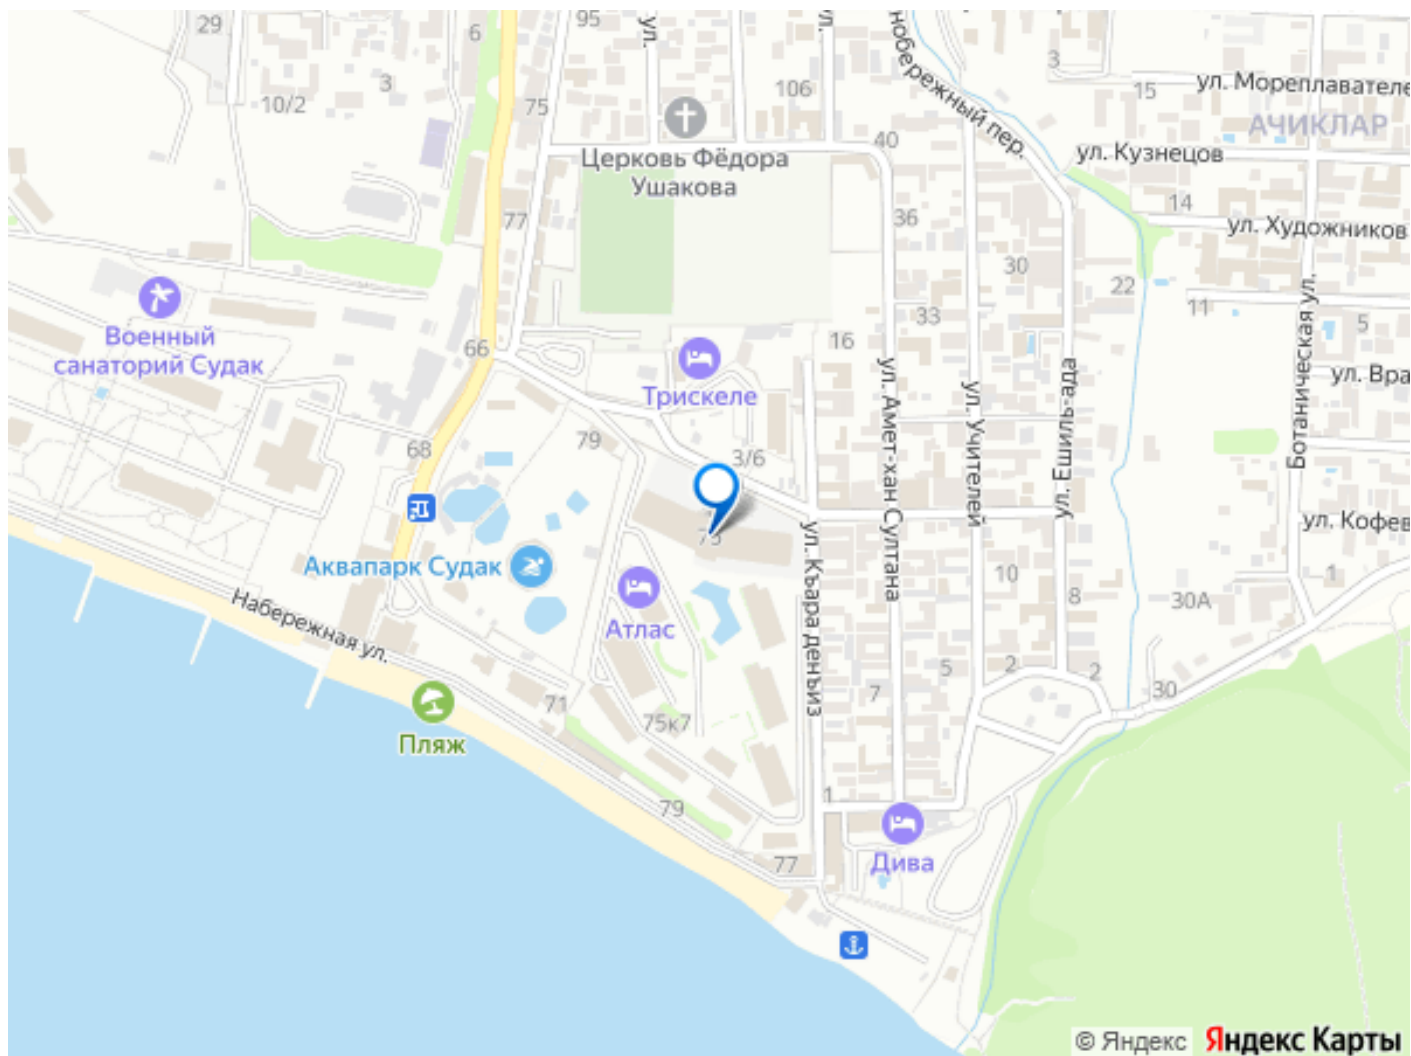 29
6
95
ул.
ул.
нобережный пер.
3
3
10/2
75
106
15
ул. Мореплавателе
АЧИКЛАР
40
ул. Кузнецов
Церковь Фёдора
Ушакова
14
77
36
ул. Художников
30
22
11
Ботаническая ул.
33
5
Военный
санаторий Судак
66
16
Трискеле
ул. Вра
ул. Амет-хан Султана
ул. Учителей
ул. Ешиль-ада
68
79
3/6
ул. Кофев
Аквапарк Судак
ул. Къара денъиз
10
1
8
30А
Набережная ул.
Атлас
5
2
2
30
7
71
75к7
Пляж
79
1
77
Дива
© Яндекс
Яндекс Карты